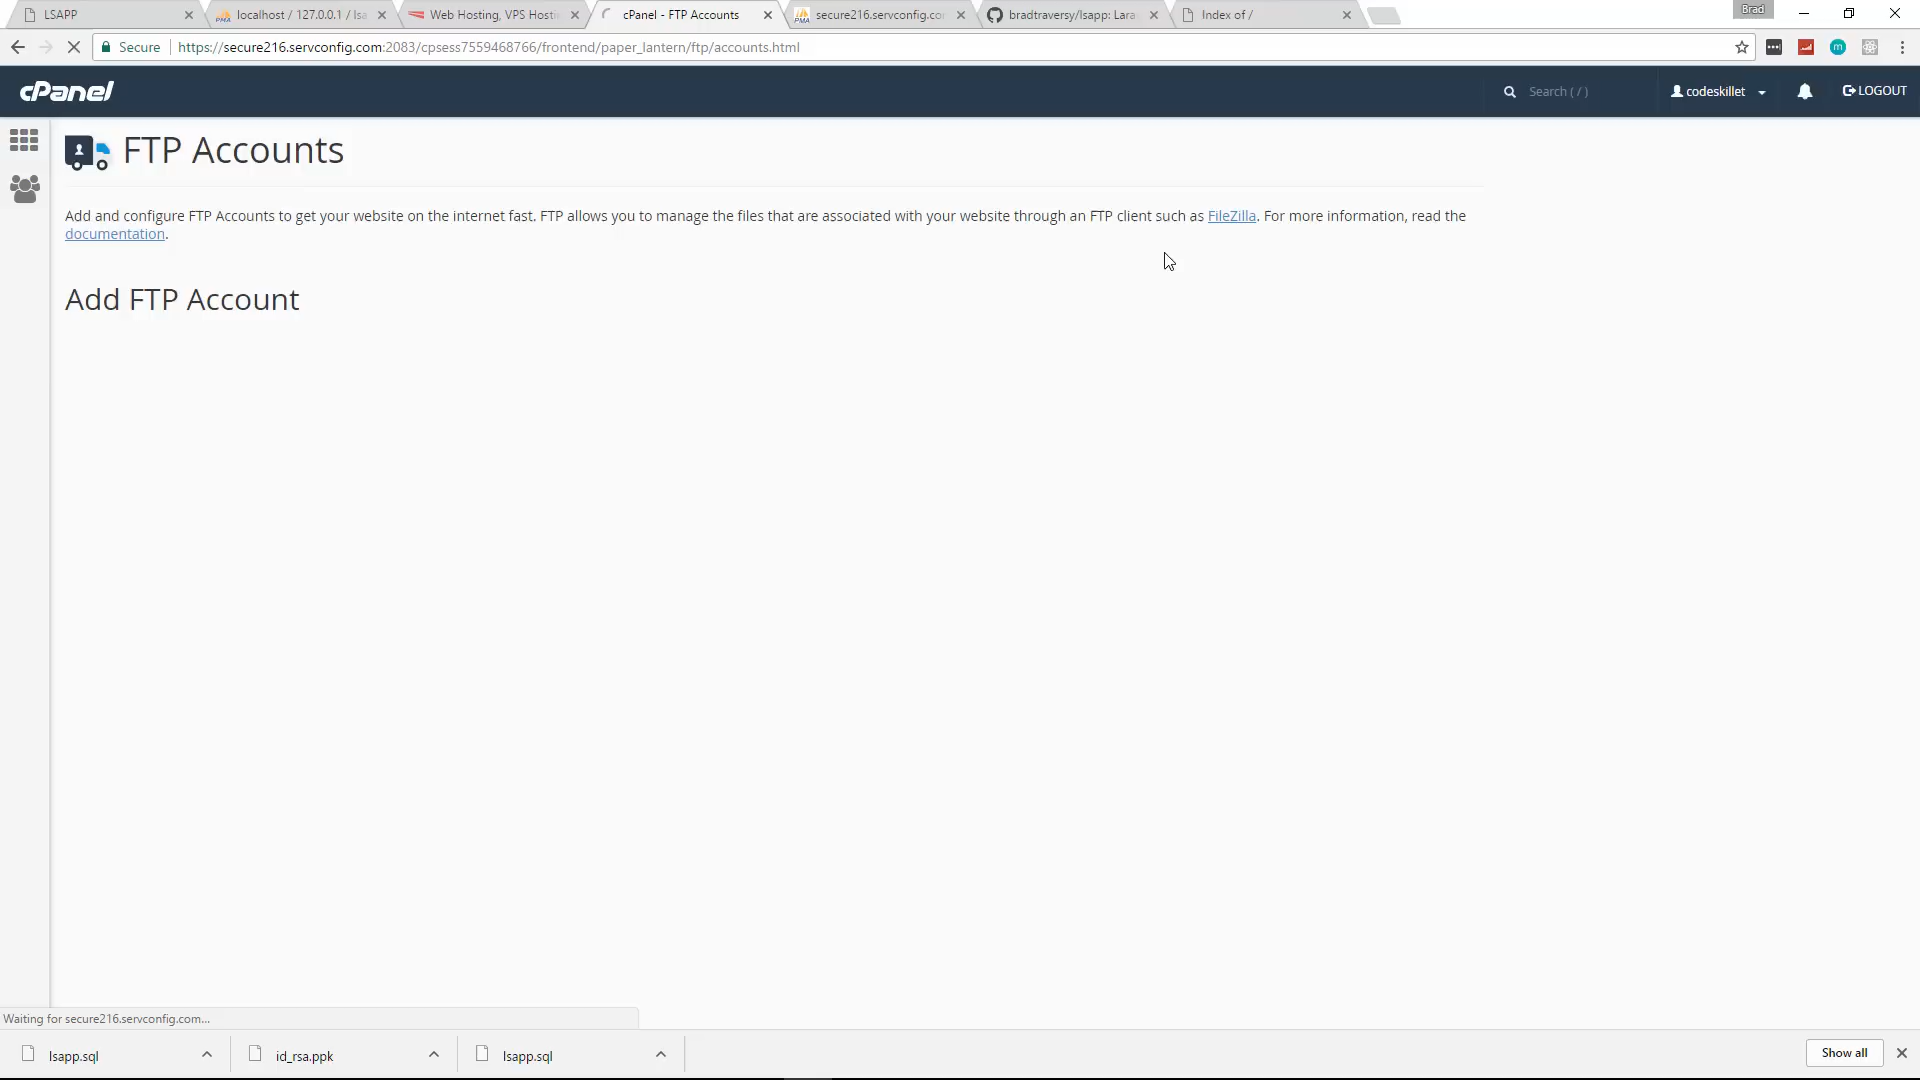 LSAPP
localhost / 127.0.0.1 / lsa
Web Hosting, VPS Hosti
cPanel - FTP Accounts
secure216.servconfig.co
bradtraversy/lsapp: Lara
Index of /
Brad
Secure
https://secure216.servconfig.com:2083/cpsess7559468766/frontend/paper_lantern/ftp/accounts.html
cPanel
Search ( / )
codeskillet
LOGOUT
FTP Accounts
Add and configure FTP Accounts to get your website on the internet fast. FTP allows you to manage the files that are associated with your website through an FTP client such as FileZilla. For more information, read the
documentation.
Add FTP Account
Waiting for secure216.servconfig.com...
lsapp.sql
id_rsa.ppk
lsapp.sql
Show all